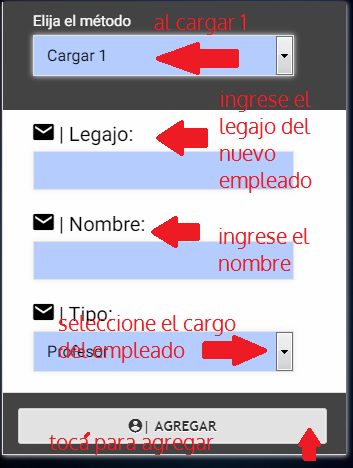 Elija el método
al cargar 1
Cargar 1
ingrese el
legajo del
nuevo
empleado
| Legajo:
| Nombre:
ingrese el
nombre
| Tipo:
seleccione el cargo
del empleado
Profesor
| AGREGAR
toca para agregar